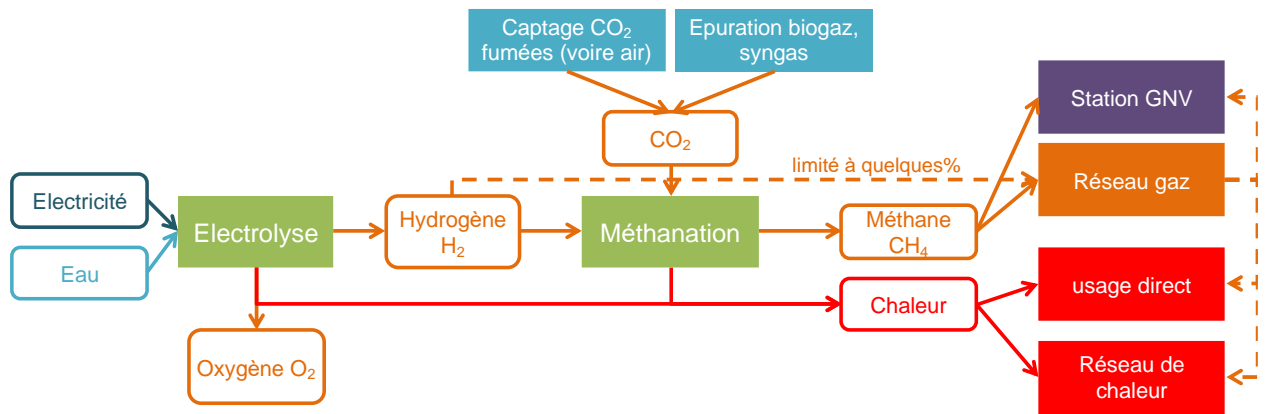 Captage CO₂
fumées (voire air)
Epuration biogaz,
syngas
Station GNV
CO₂
limité à quelques%
Réseau gaz
Electricité
Electrolyse
Hydrogène
H₂
Méthanation
Méthane
CH₄
Eau
usage direct
Chaleur
Oxygène O₂
Réseau de
chaleur